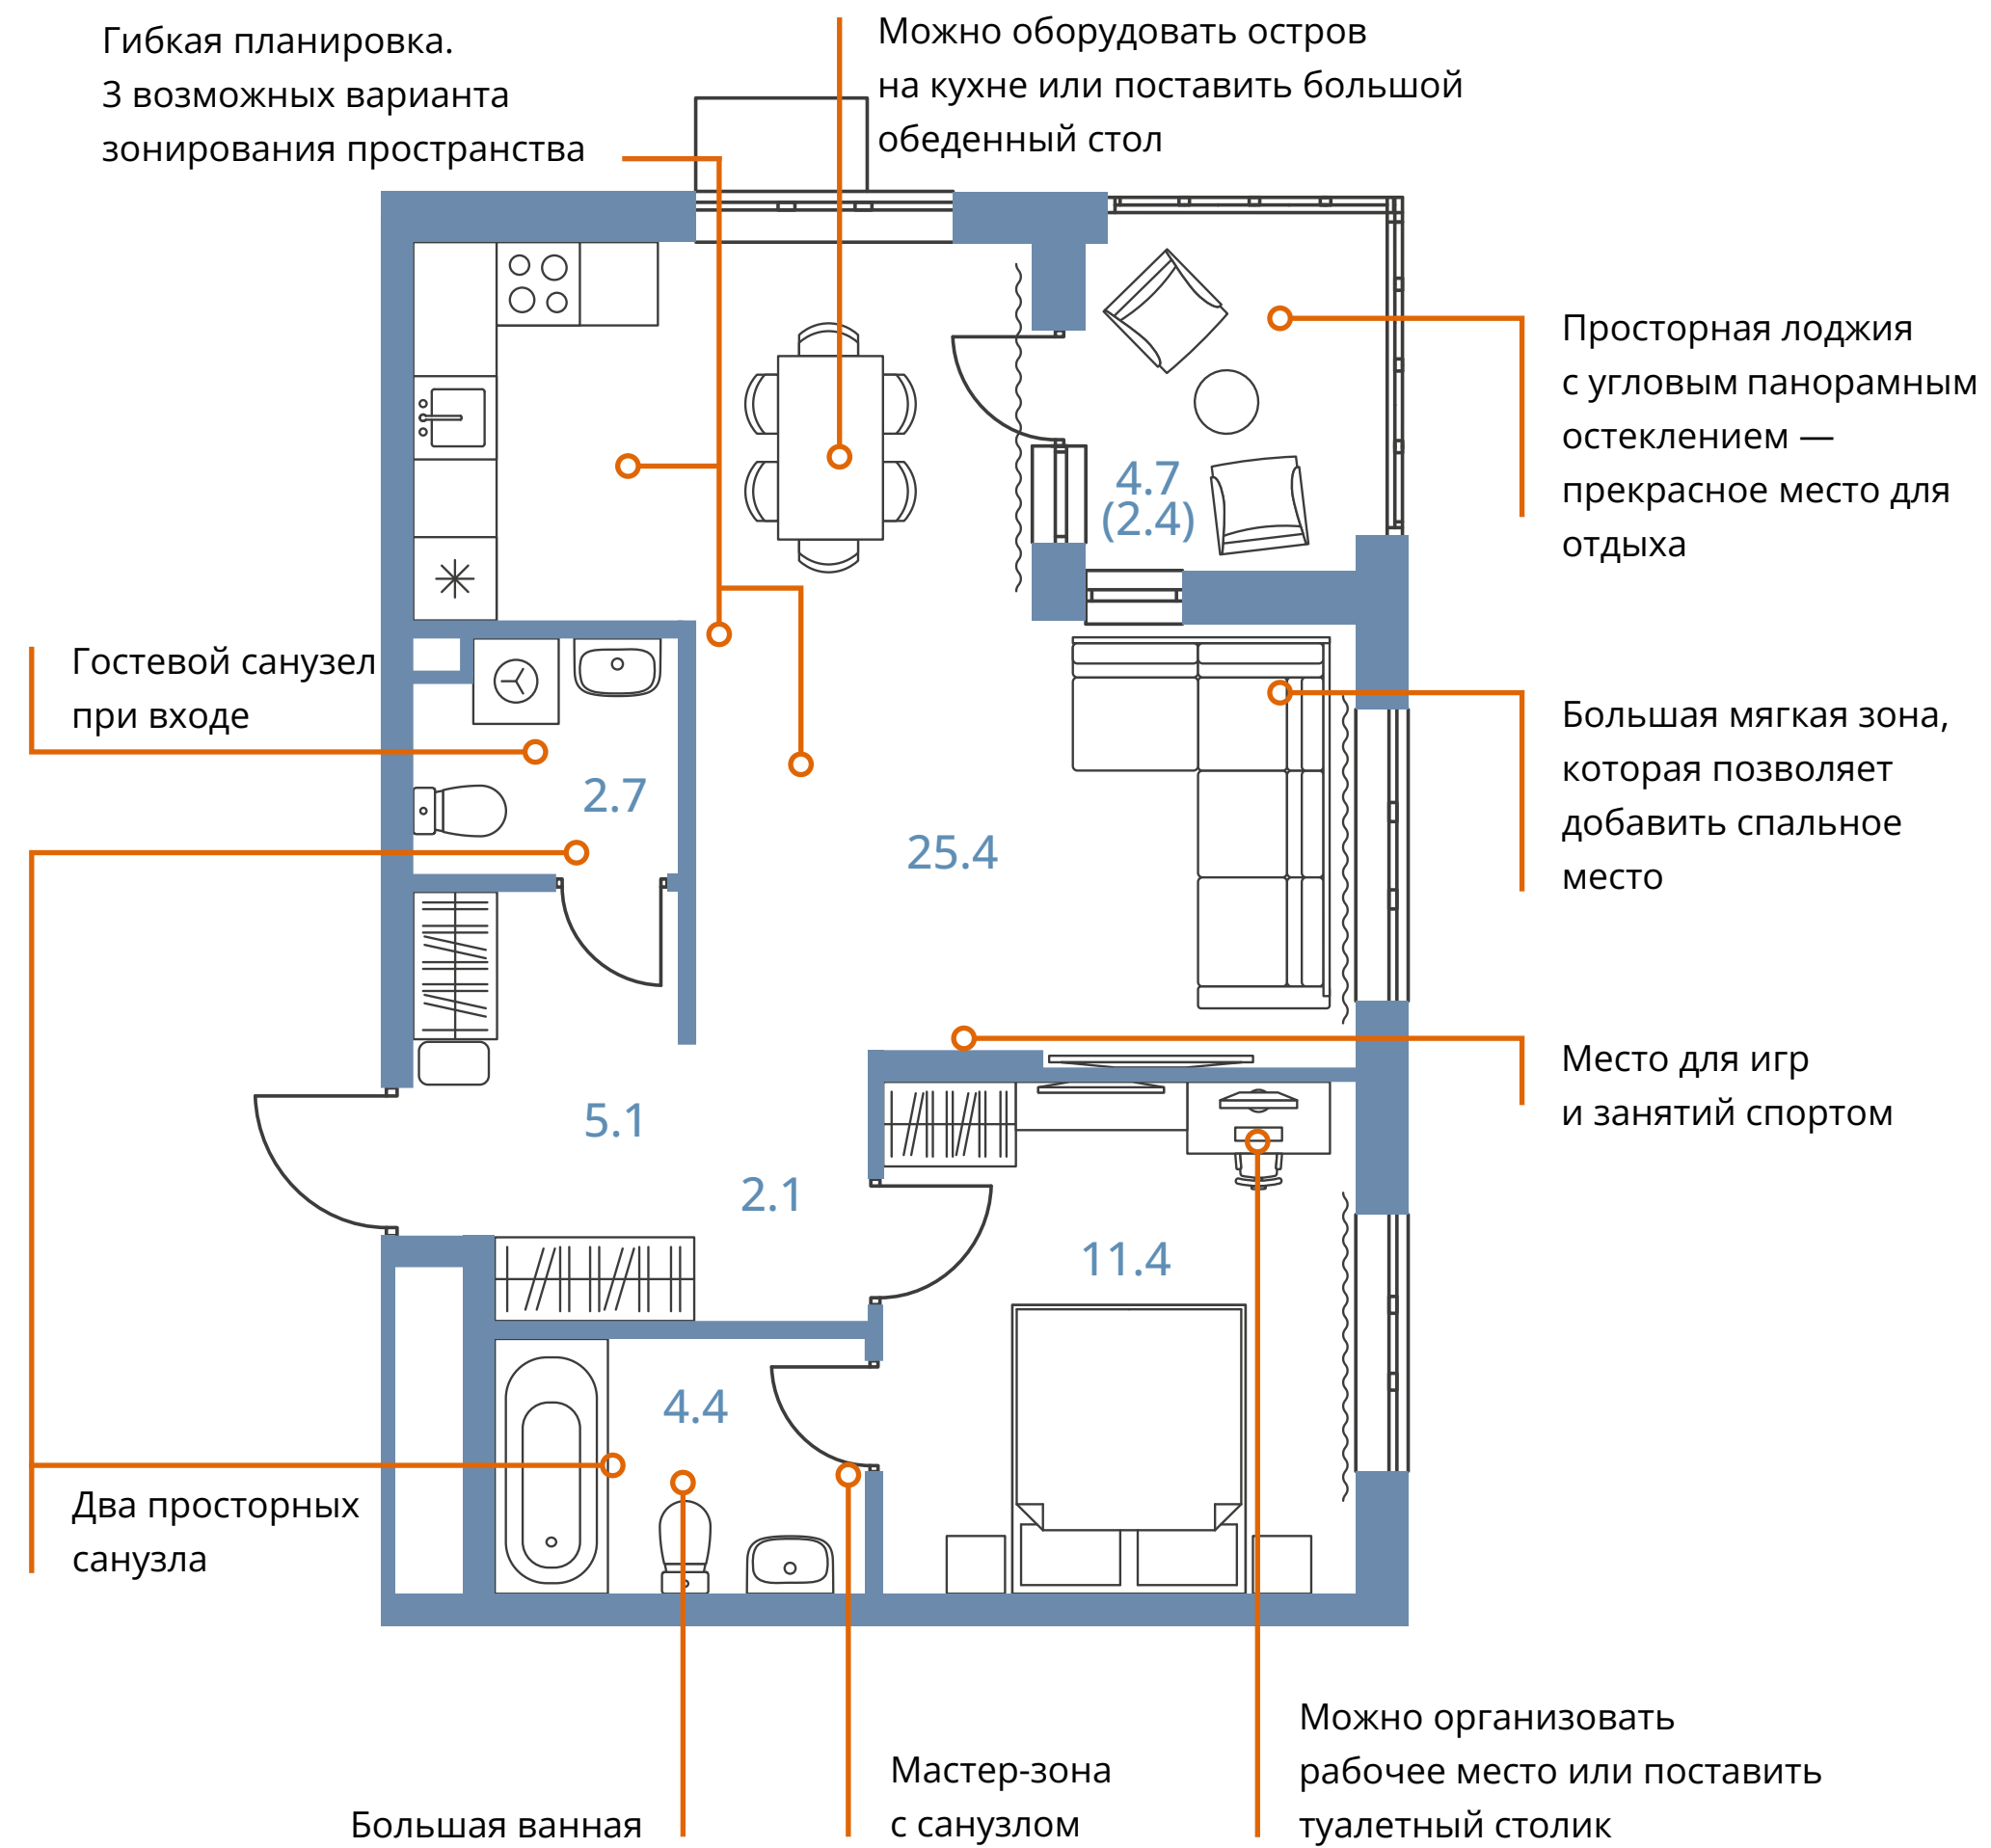 Гибкая планировка.
3 возможных варианта
зонирования пространства
Можно оборудовать остров
на кухне или поставить большой
обеденный стол
Просторная лоджия
с угловым панорамным
остеклением —
прекрасное место для
отдыха
4.7
(2.4)
Гостевой санузел
при входе
2.7
25.4
Большая мягкая зона,
которая позволяет
добавить спальное
место
Место для игр
и занятий спортом
5.1
2.1
11.4
4.4
Два просторных
санузла
Большая ванная
Мастер-зона
с санузлом
Можно организовать
рабочее место или поставить
туалетный столик